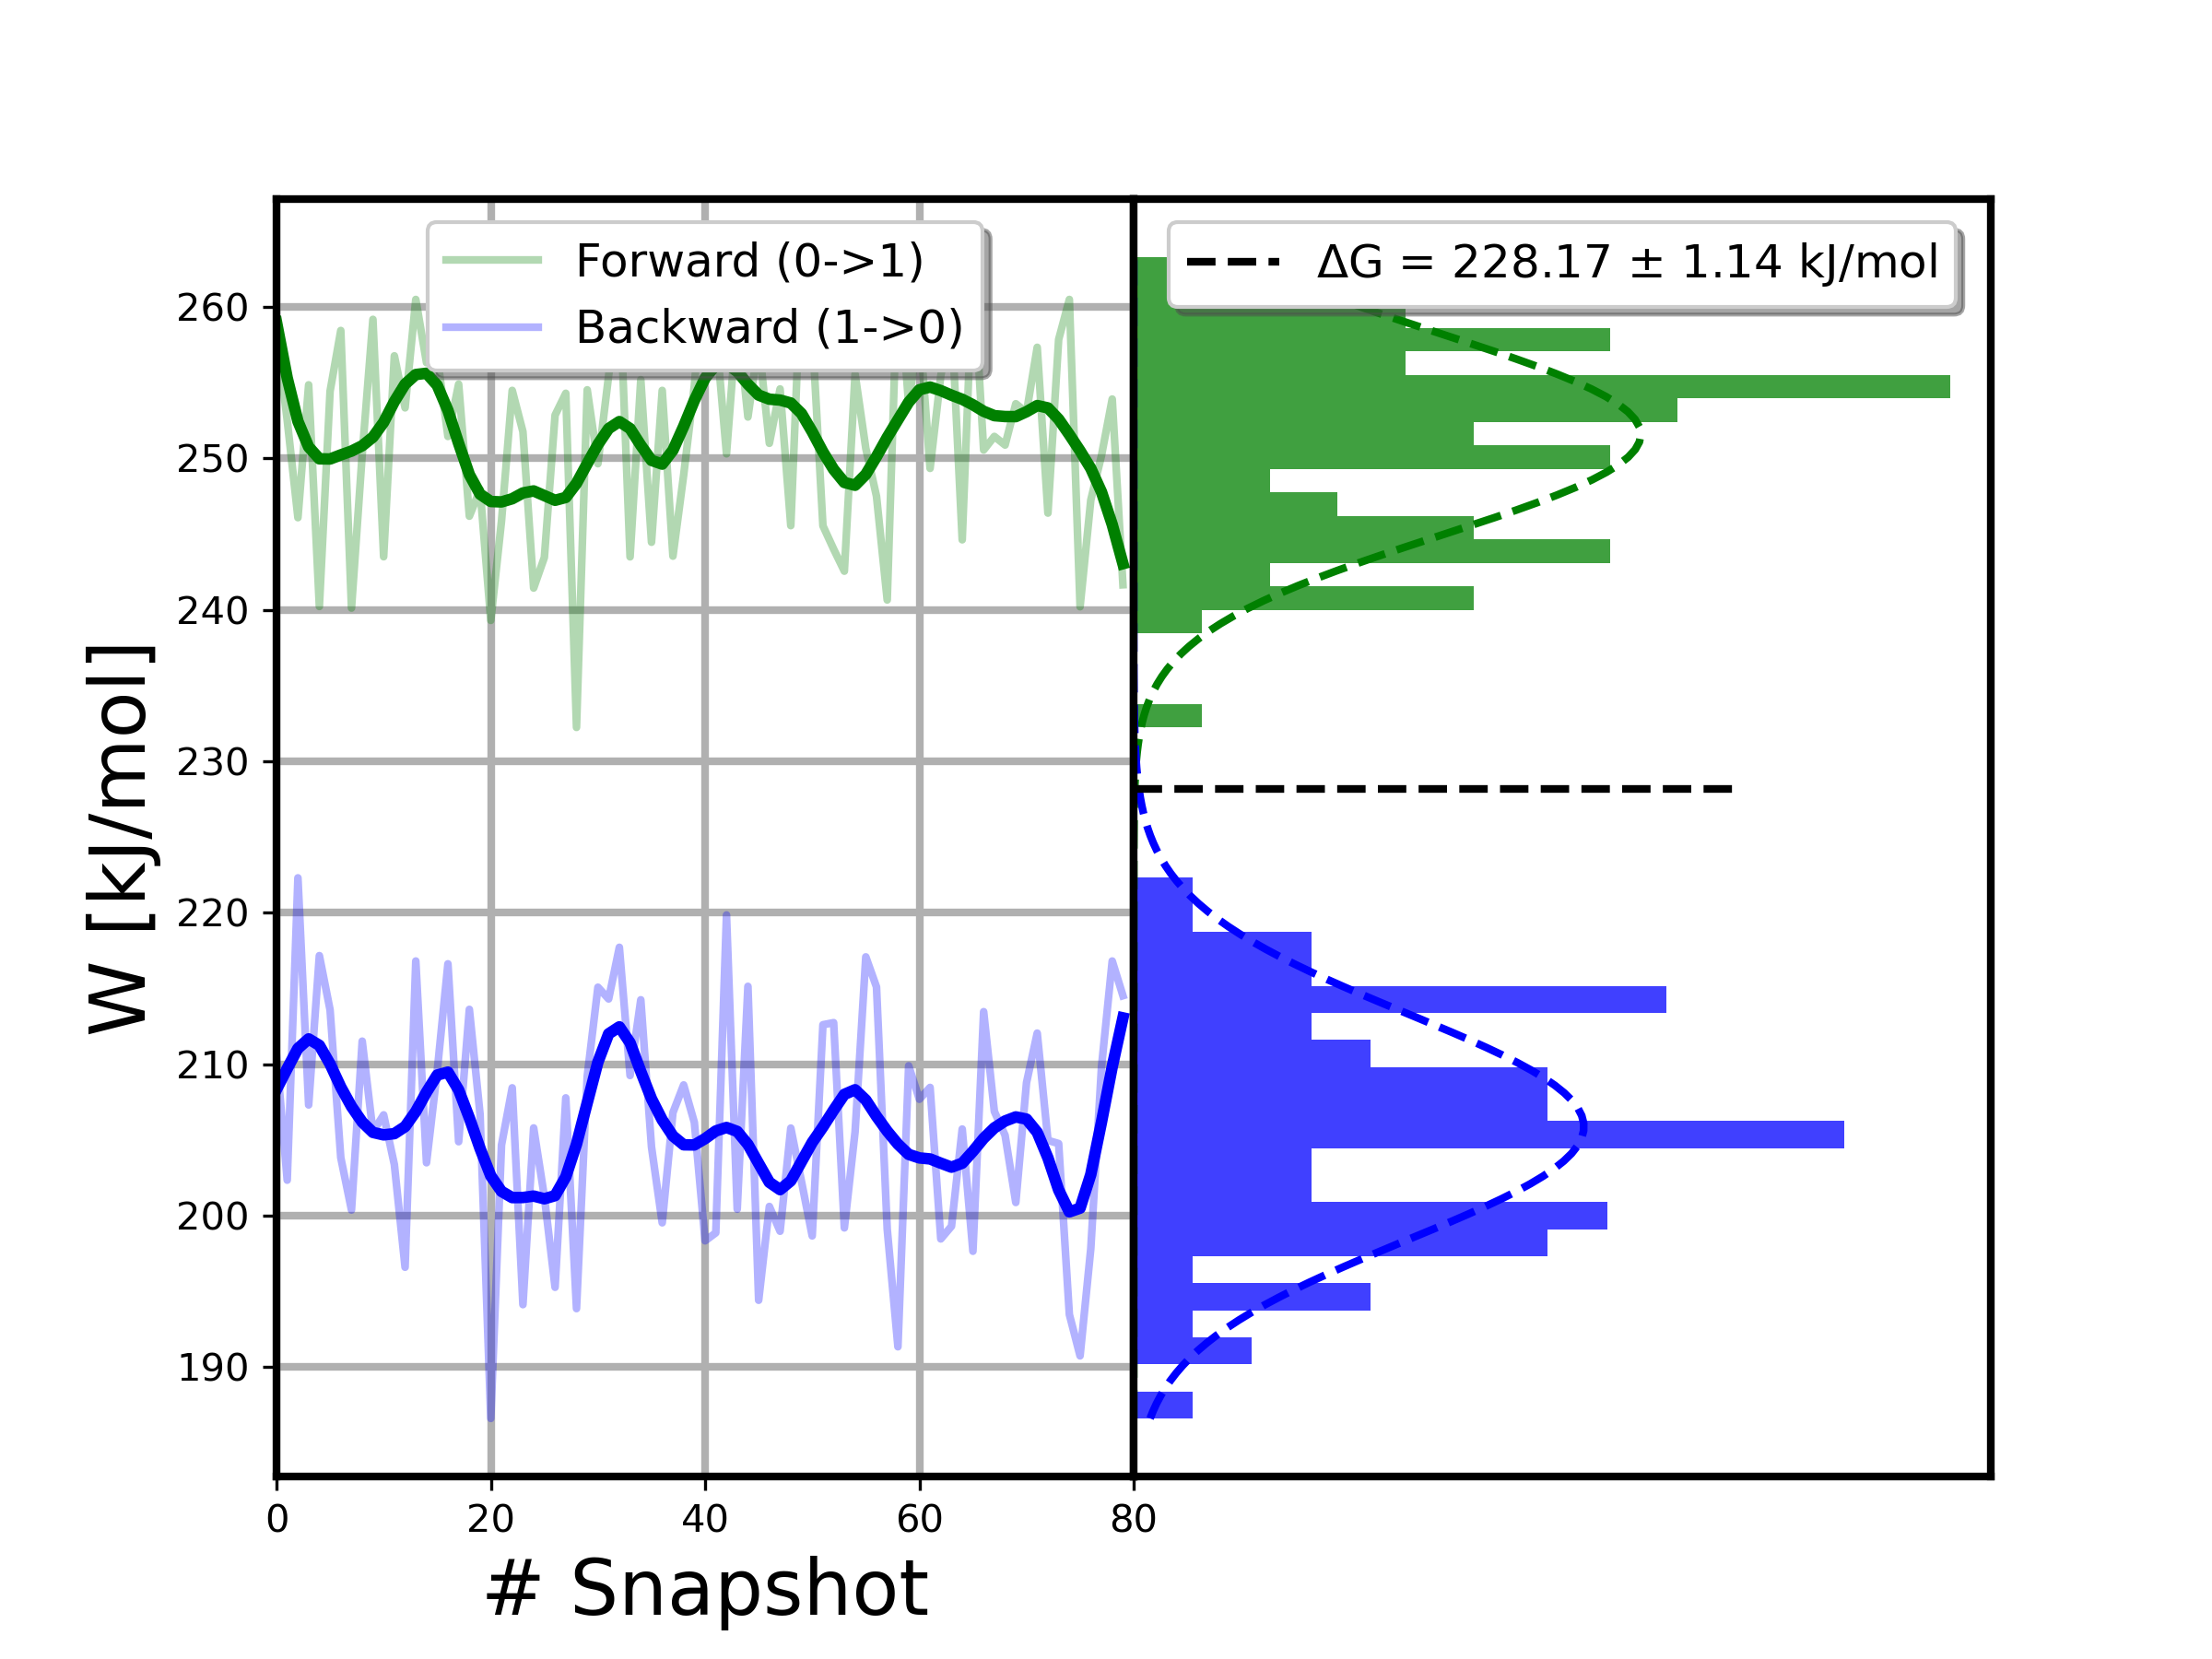 Forward (0->1)
Backward (1->0)
ΔG = 228.17 ± 1.14 kJ/mol
W [kJ/mol]
260
250
240
230
220
210
200
190
0 20 40 60 80
# Snapshot